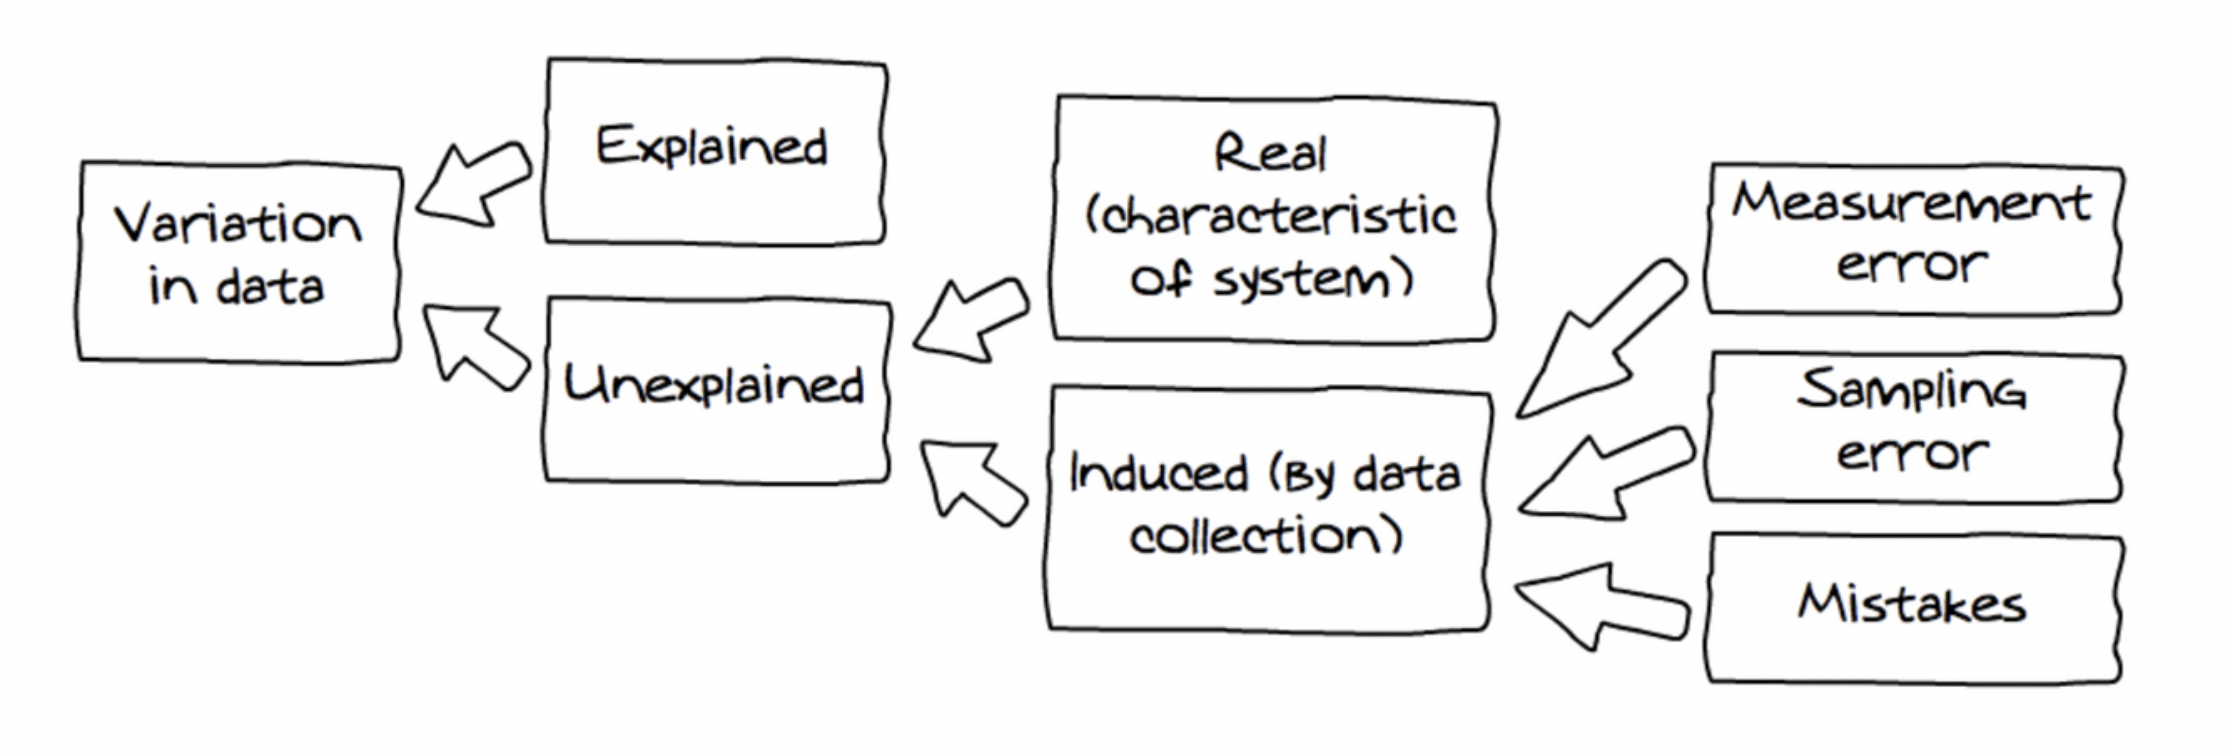 Variation
in data
Explained
Unexplained
Real
(characteristic
of system)
Induced (By data
collection)
Measurement
error
Sampling
error
Mistakes